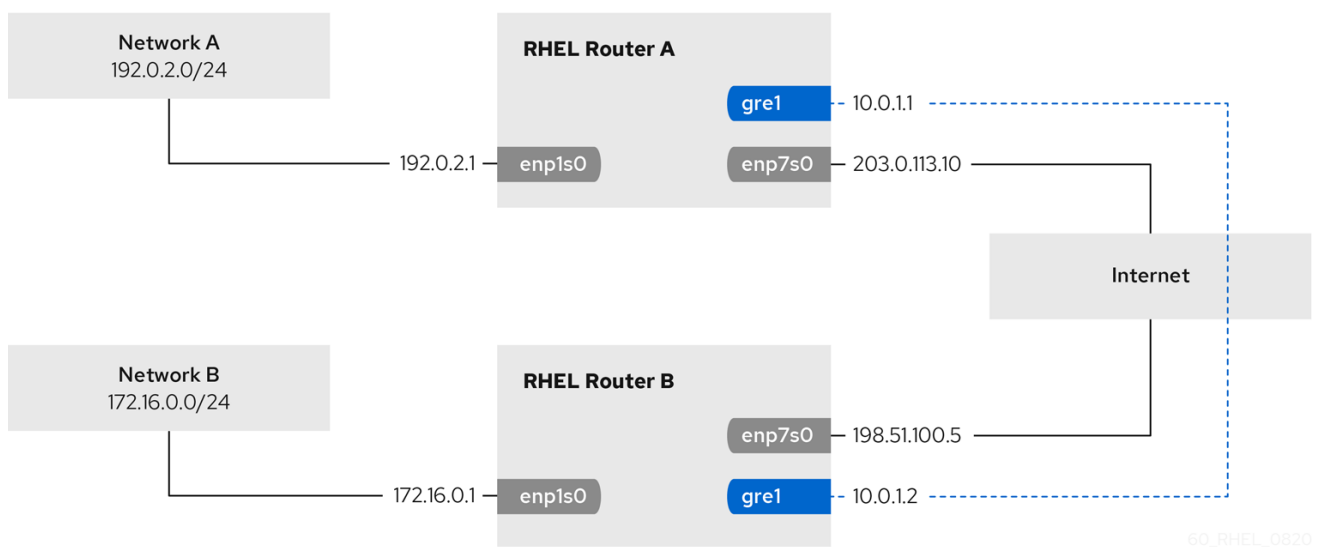 Network A
192.0.2.0/24
RHEL Router A
gre1
10.0.1.1
192.0.2.1
enp1s0
enp7s0
203.0.113.10
Internet
Network B
172.16.0.0/24
RHEL Router B
enp7s0
198.51.100.5
172.16.0.1
enp1s0
gre1
10.0.1.2
60_RHEL_0820